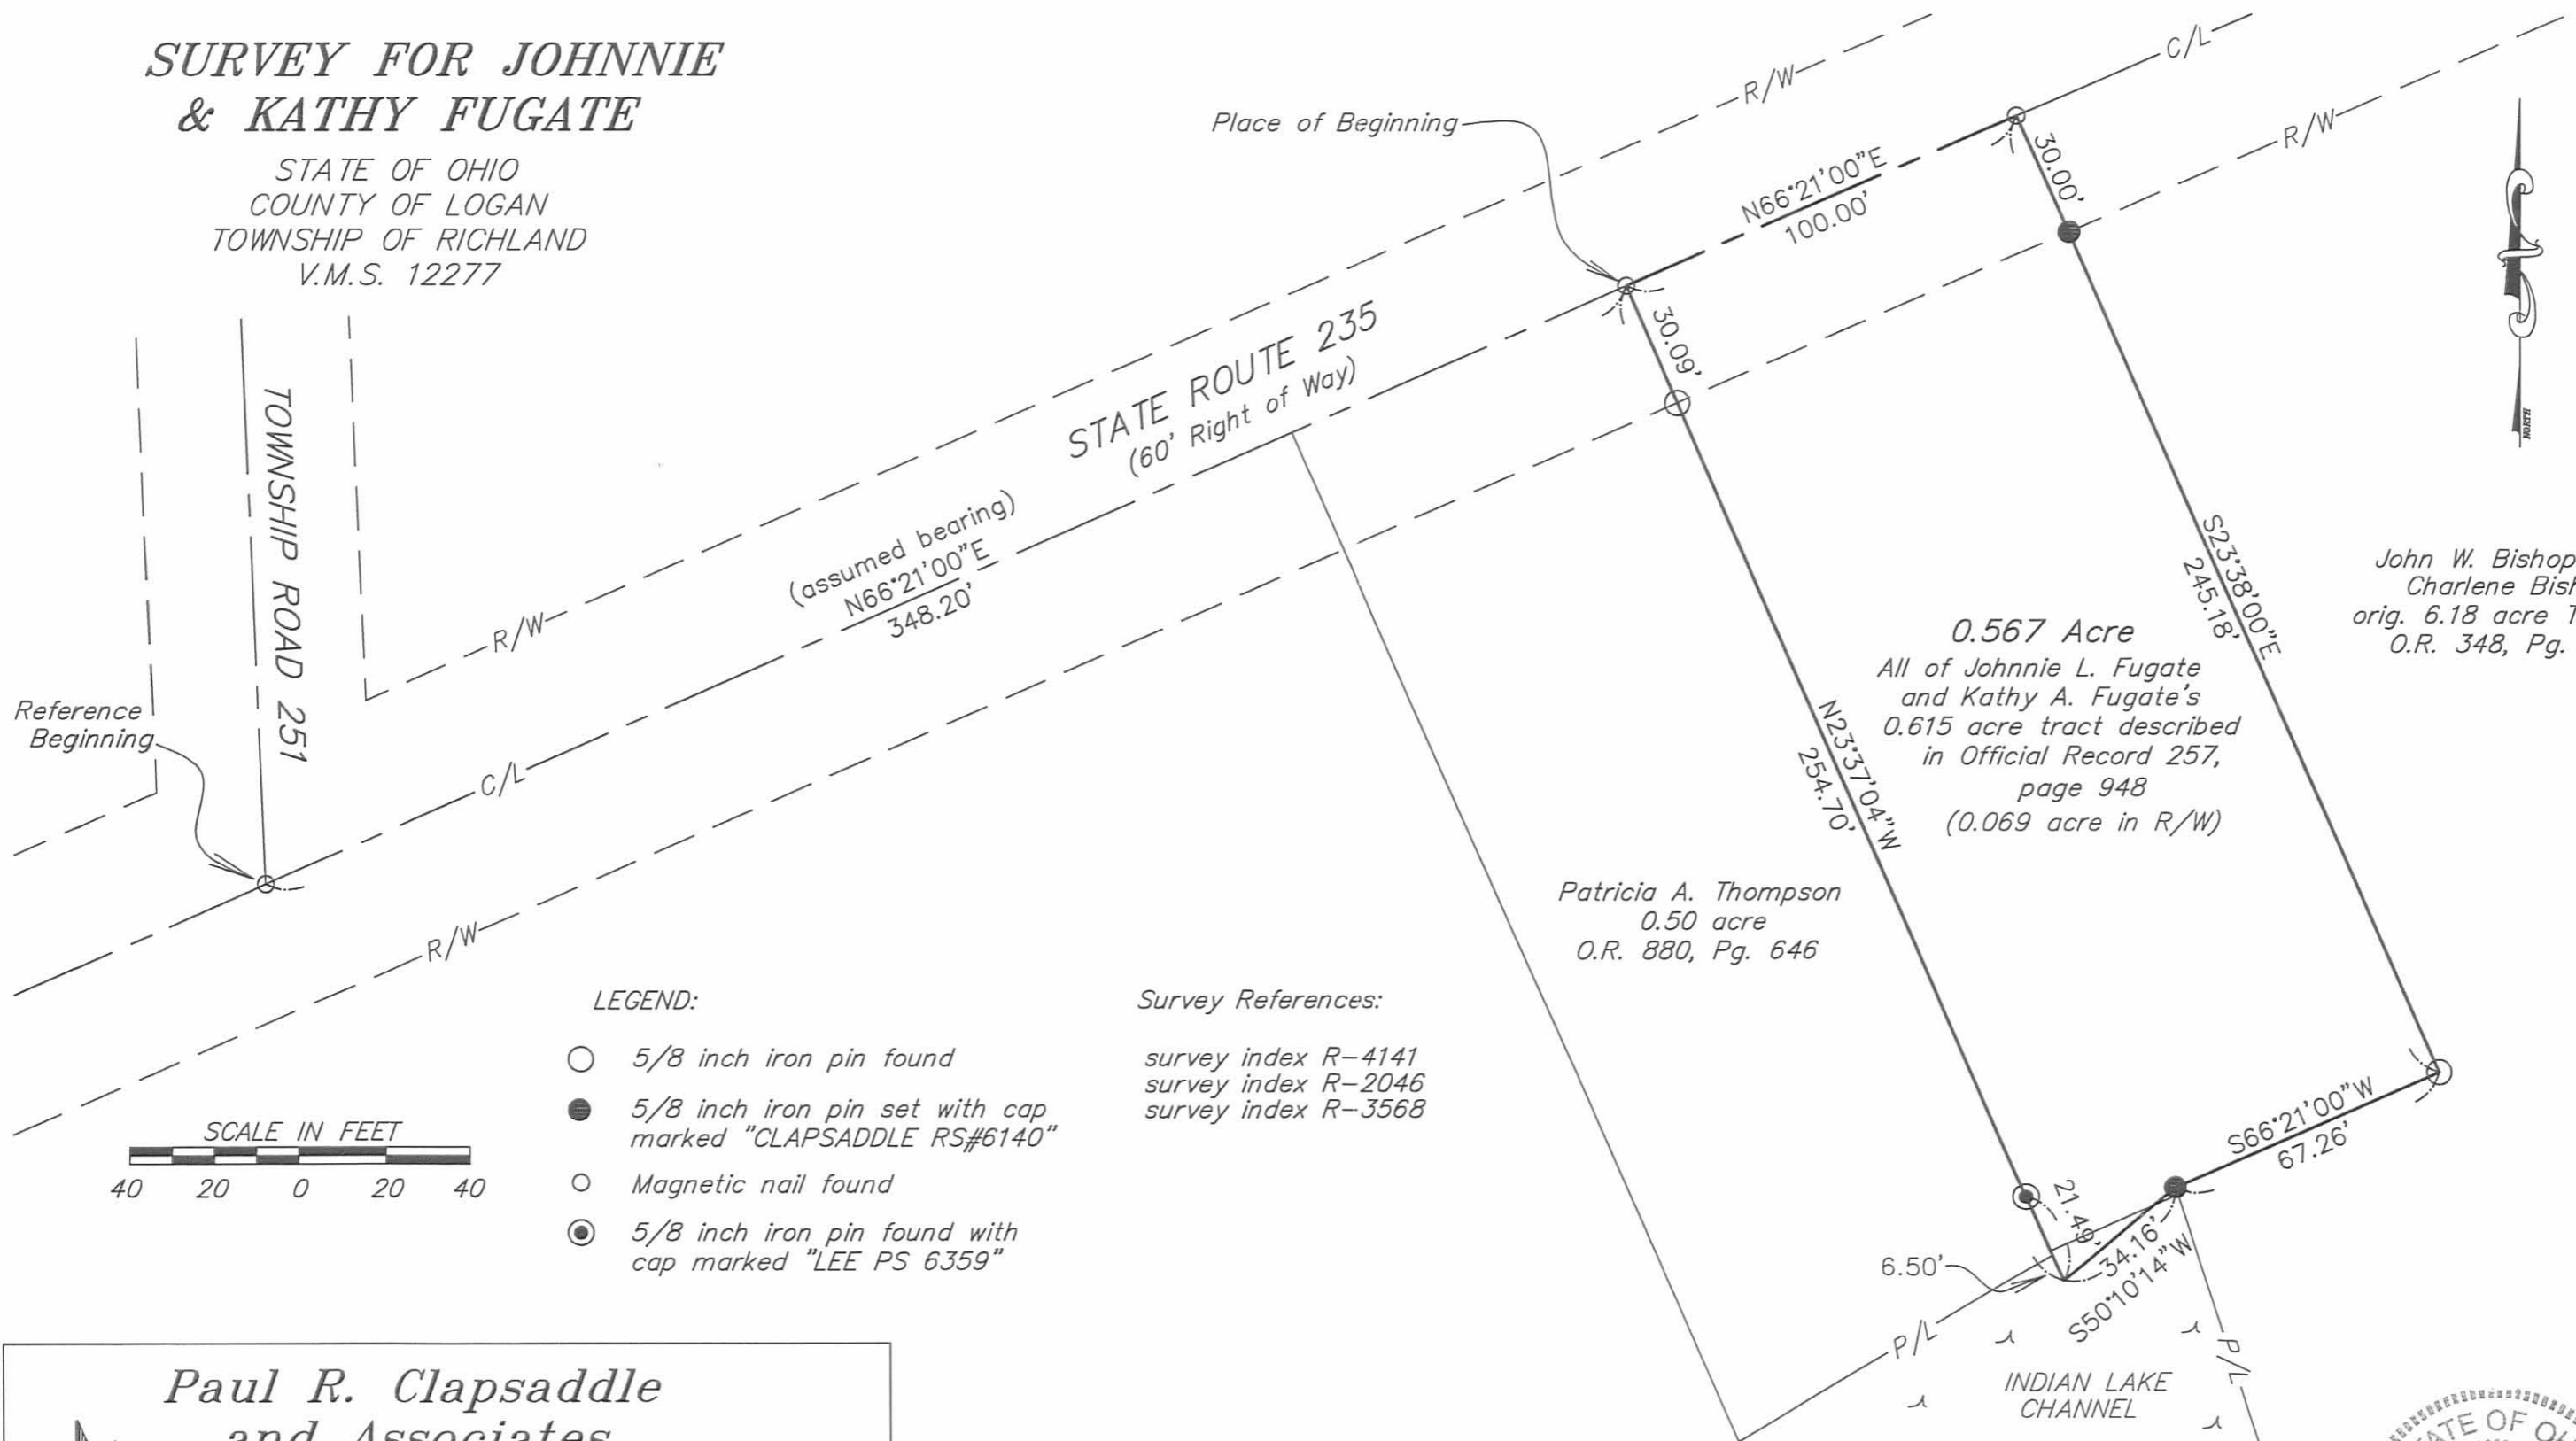 SURVEY FOR JOHNNIE
& KATHY FUGATE
STATE OF OHIO
COUNTY OF LOGAN
TOWNSHIP OF RICHLAND
V.M.S. 12277
Place of Beginning
R/W
C/L
R/W
N66°21'00"E
100.00'
30.00'
30.09'
NORTH
STATE ROUTE 235
(60' Right of Way)
(assumed bearing)
N66°21'00"E
348.20'
TOWNSHIP ROAD 251
R/W
Reference
Beginning
C/L
R/W
S23°38'00"E
245.18'
John W. Bishop
Charlene
orig. 6.18 acre
O.R. 348, Pg.
0.567 Acre
All of Johnnie L. Fugate
and Kathy A. Fugate's
0.615 acre tract described
in Official Record 257,
page 948
(0.069 acre in R/W)
N23°37'04"W
254.70'
Patricia A. Thompson
0.50 acre
O.R. 880, Pg. 646
LEGEND:
5/8 inch iron pin found
5/8 inch iron pin set with cap
marked "CLAPSADDLE RS#6140"
Magnetic nail found
5/8 inch iron pin found with
cap marked "LEE PS 6359"
Survey References:
survey index R-4141
survey index R-2046
survey index R-3568
SCALE IN FEET
40 20 0 20 40
S66°21'00"W
67.26'
21.49'
34.16'
S50°10'14"W
6.50'
P/L
P/L
INDIAN LAKE
CHANNEL
Paul R. Clapsaddle
and Associates
OF